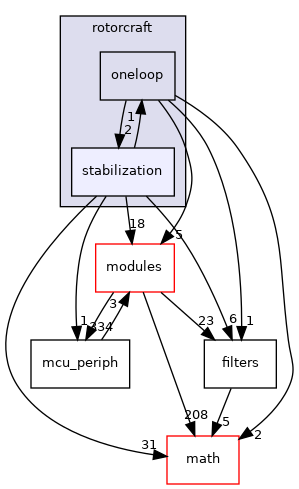 rotorcraft
oneloop
1
2
stabilization
18
5
modules
3
1
334
23
6
1
mcu_periph
filters
208
5
2
31
math